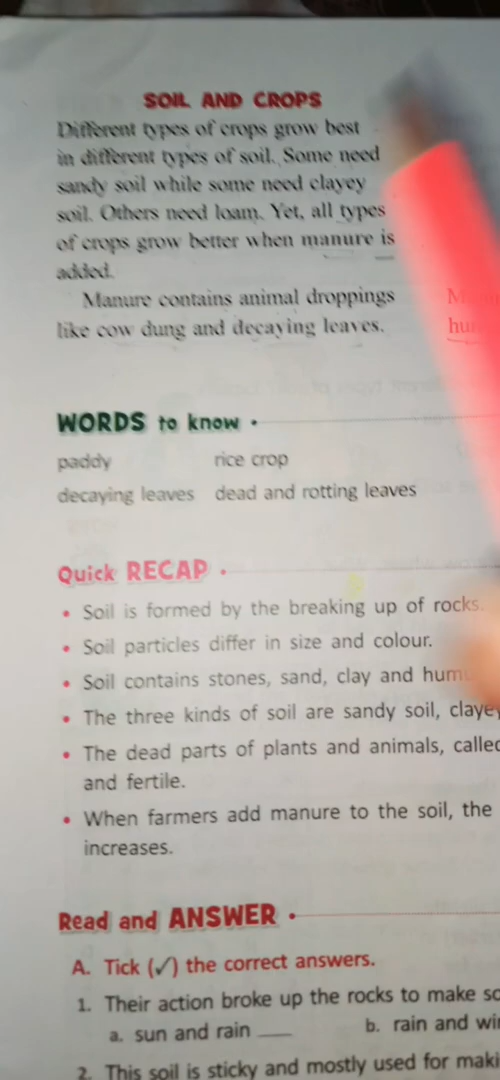 SOIL AND CROPS
Different types of crops grow best
in different types of soil. Some need
sandy soil while some need clayey
soil. Others need loam. Yet, all types
of crops grow better when manure is
added.
Manure contains animal droppings
like cow dung and decaying leaves.
WORDS to know •
paddy rice crop
decaying leaves dead and rotting leaves
Quick RECAP •
• Soil is formed by the breaking up of rocks.
• Soil particles differ in size and colour.
• Soil contains stones, sand, clay and
• The three kinds of soil are sandy soil,
• The dead parts of plants and animals,
and fertile.
• When farmers add manure to the soil, the
increases.
Read and ANSWER •
A. Tick (✓) the correct answers.
1. Their action broke up the rocks to make
a. sun and rain ___ b. rain and
2. This soil is sticky and mostly used for